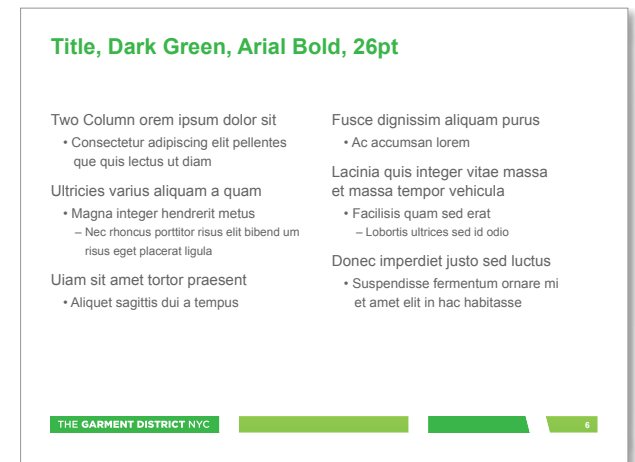 Title, Dark Green, Arial Bold, 26pt
Two Column orem ipsum dolor sit
• Consectetur adipiscing elit pellentes
que quis lectus ut diam
Ultricies varius aliquam a quam
• Magna integer hendrerit metus
– Nec rhoncus porttitor risus elit bibend um
risus eget placerat ligula
Uiam sit amet tortor praesent
• Aliquet sagittis dui a tempus
Fusce dignissim aliquam purus
• Ac accumsan lorem
Lacinia quis integer vitae massa
et massa tempor vehicula
• Facilisis quam sed erat
– Lobortis ultrices sed id odio
Donec imperdiet justo sed luctus
• Suspendisse fermentum ornare mi
et amet elit in hac habitasse
THE GARMENT DISTRICT NYC
6